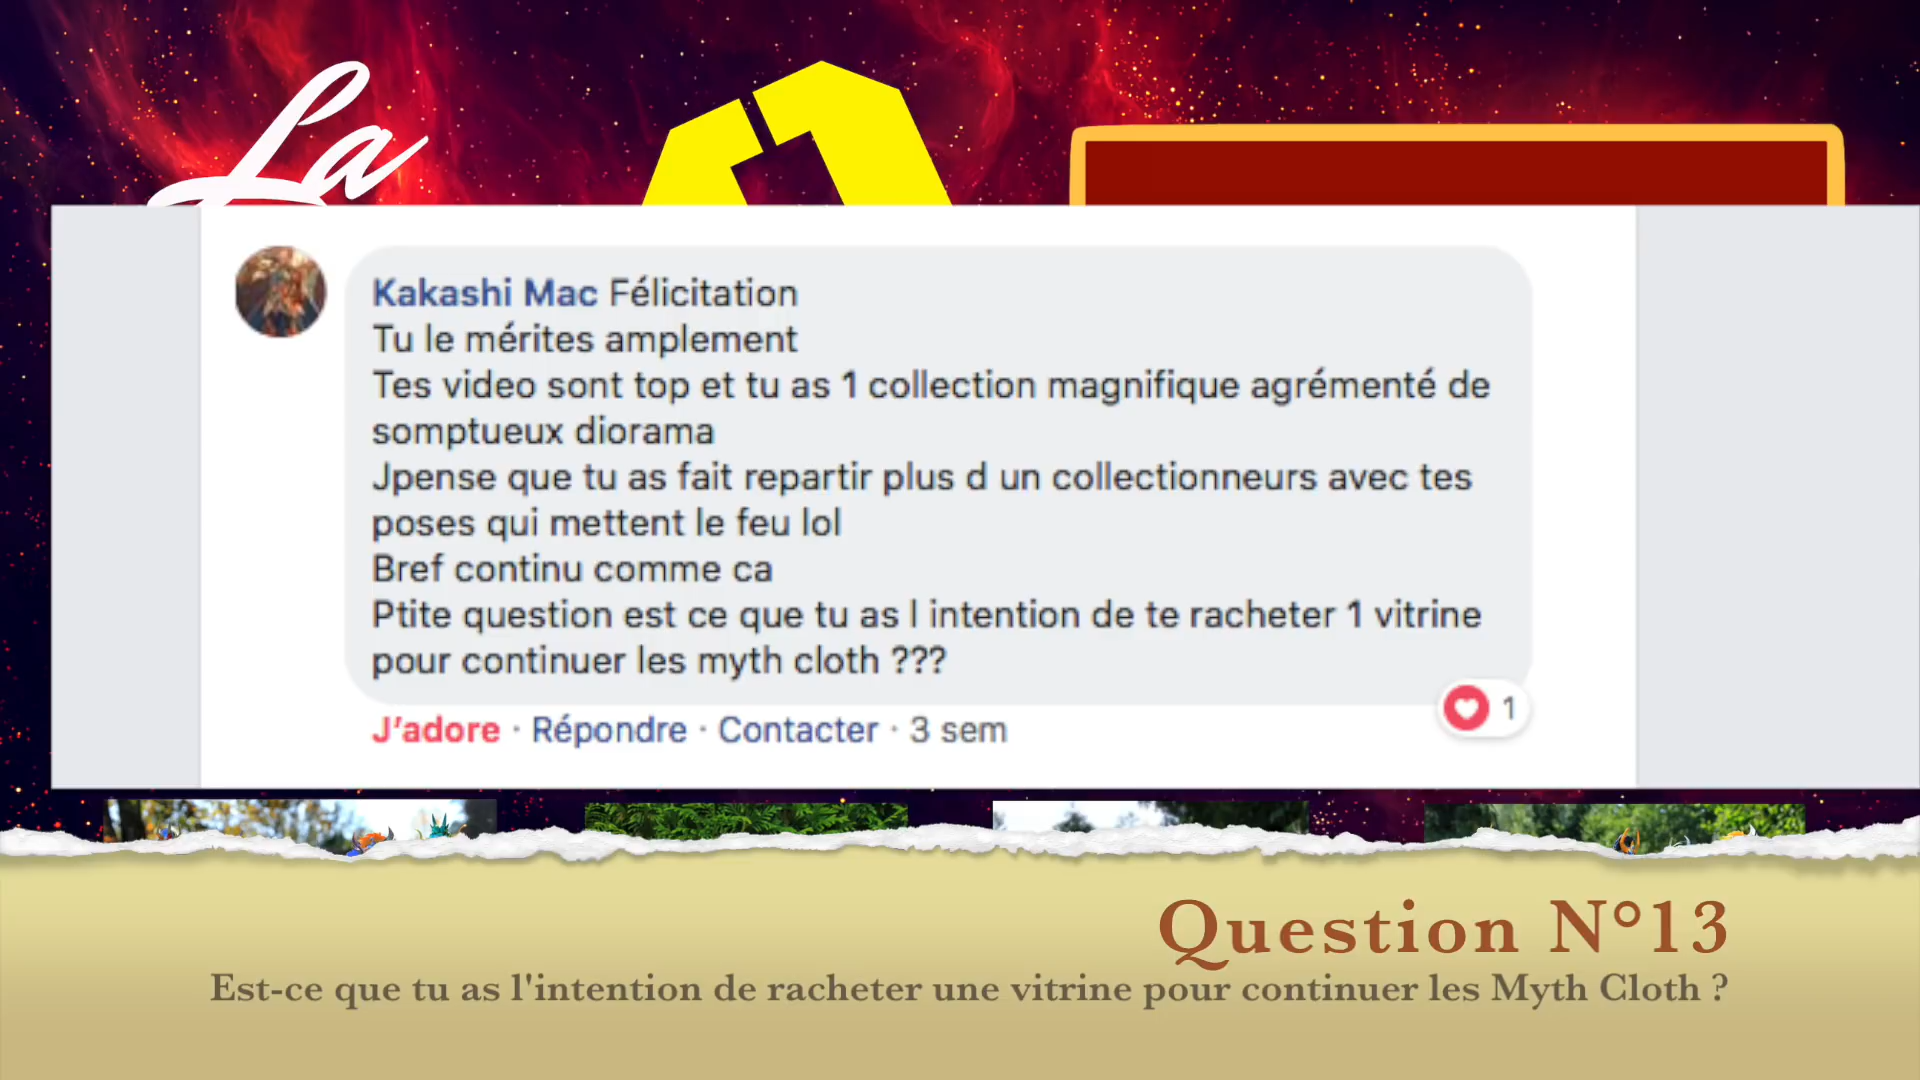 La
Kakashi Mac Félicitation
Tu le mérites amplement
Tes video sont top et tu as 1 collection magnifique agrémenté de
somptueux diorama
Jpense que tu as fait repartir plus d un collectionneurs avec tes
poses qui mettent le feu lol
Bref continu comme ca
Ptite question est ce que tu as l intention de te racheter 1 vitrine
pour continuer les myth cloth ???
1
J'adore · Répondre · Contacter · 3 sem
Question N°13
Est-ce que tu as l'intention de racheter une vitrine pour continuer les Myth Cloth ?